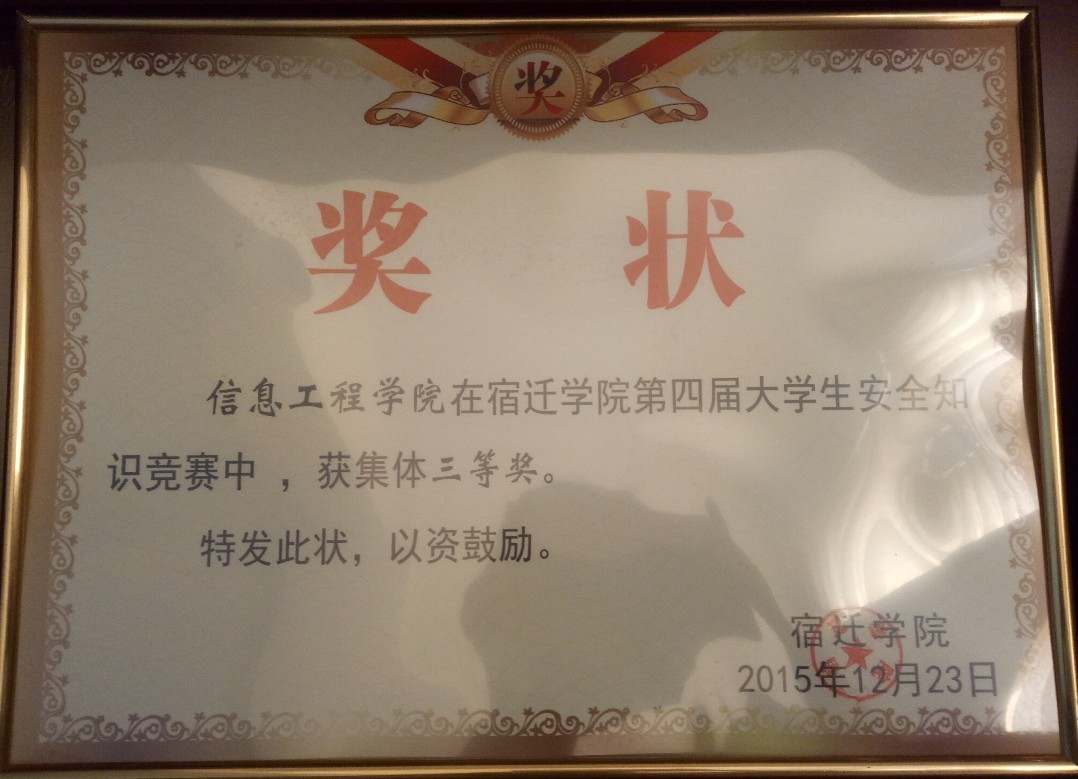 奖
奖 状
信息工程学院在宿迁学院第四届大学生安全知
识竞赛中，获集体三等奖。
特发此状，以资鼓励。
宿迁学院
2015年12月23日